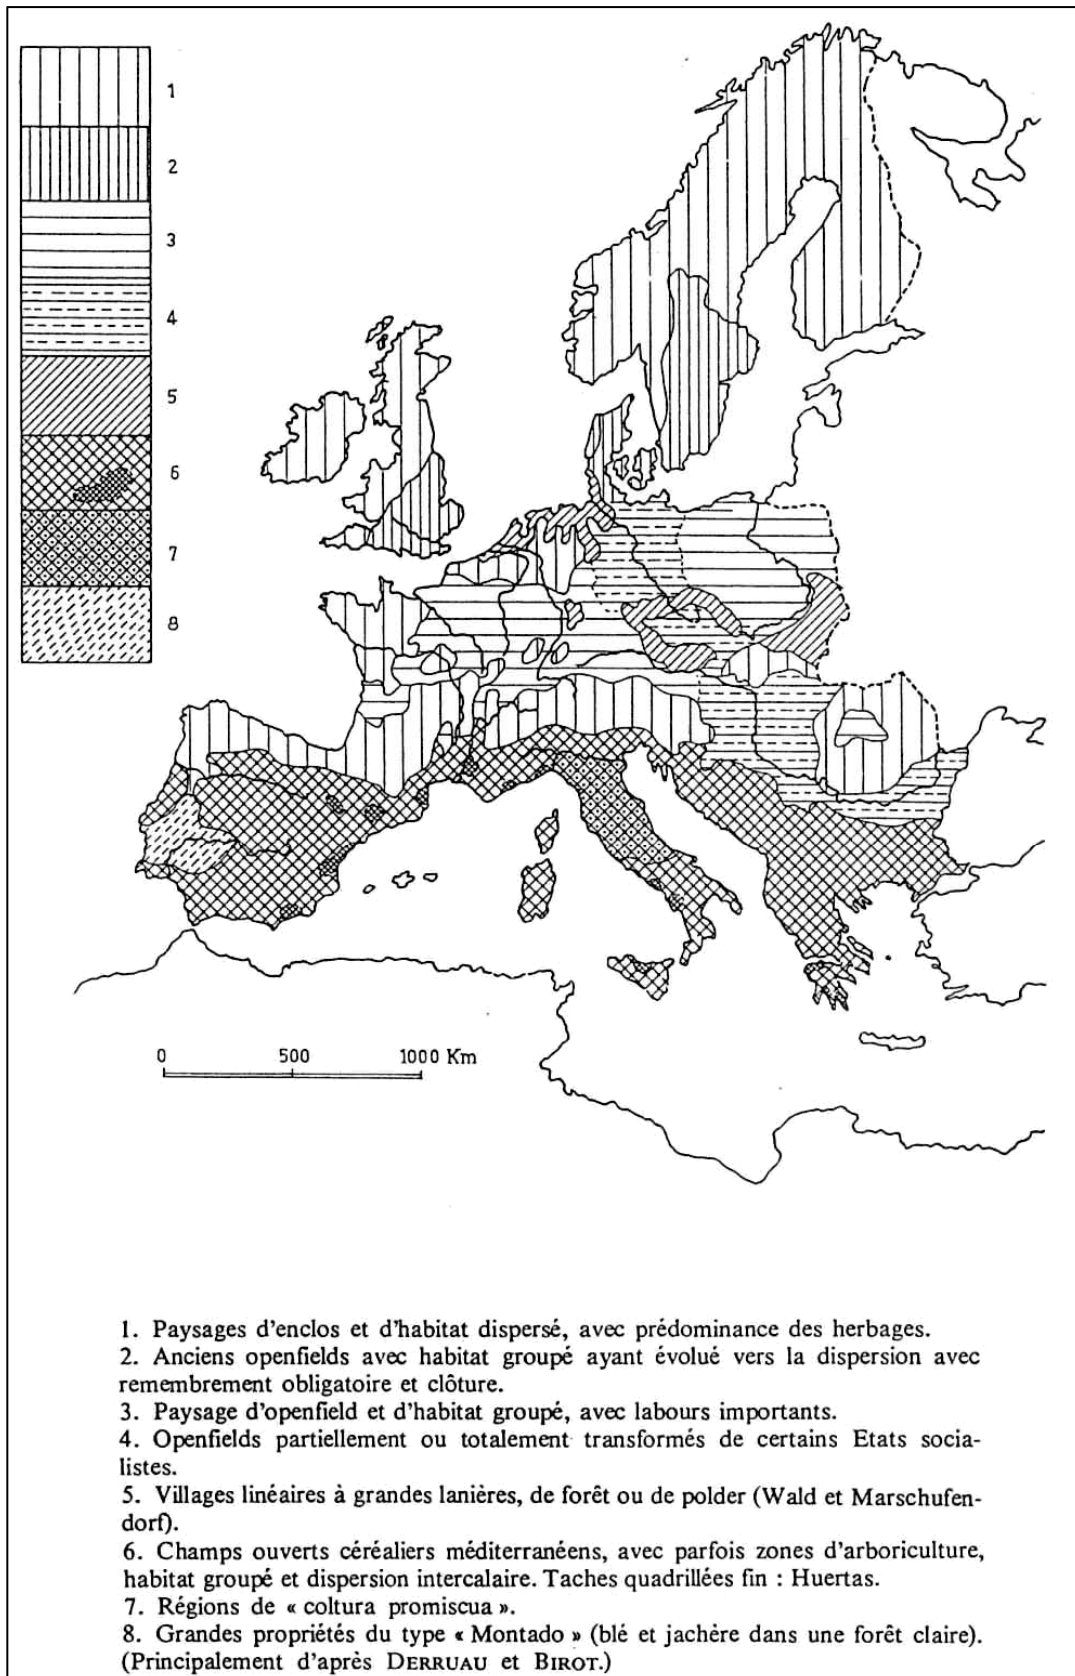 1
2
3
4
5
6
7
8
0 500 1000 Km
1. Paysages d'enclos et d'habitat dispersé, avec prédominance des herbages.
2. Anciens openfields avec habitat groupé ayant évolué vers la dispersion avec
remembrement obligatoire et clôture.
3. Paysage d'openfield et d'habitat groupé, avec labours importants.
4. Openfields partiellement ou totalement transformés de certains Etats socia-
listes.
5. Villages linéaires à grandes lanières, de forêt ou de polder (Wald et Marschufen-
dorf).
6. Champs ouverts céréaliers méditerranéens, avec parfois zones d'arboriculture,
habitat groupé et dispersion intercalaire. Taches quadrillées fin : Huertas.
7. Régions de « coltura promiscua ».
8. Grandes propriétés du type « Montado » (blé et jachère dans une forêt claire).
(Principalement d'après DERRUAU et BIROT.)